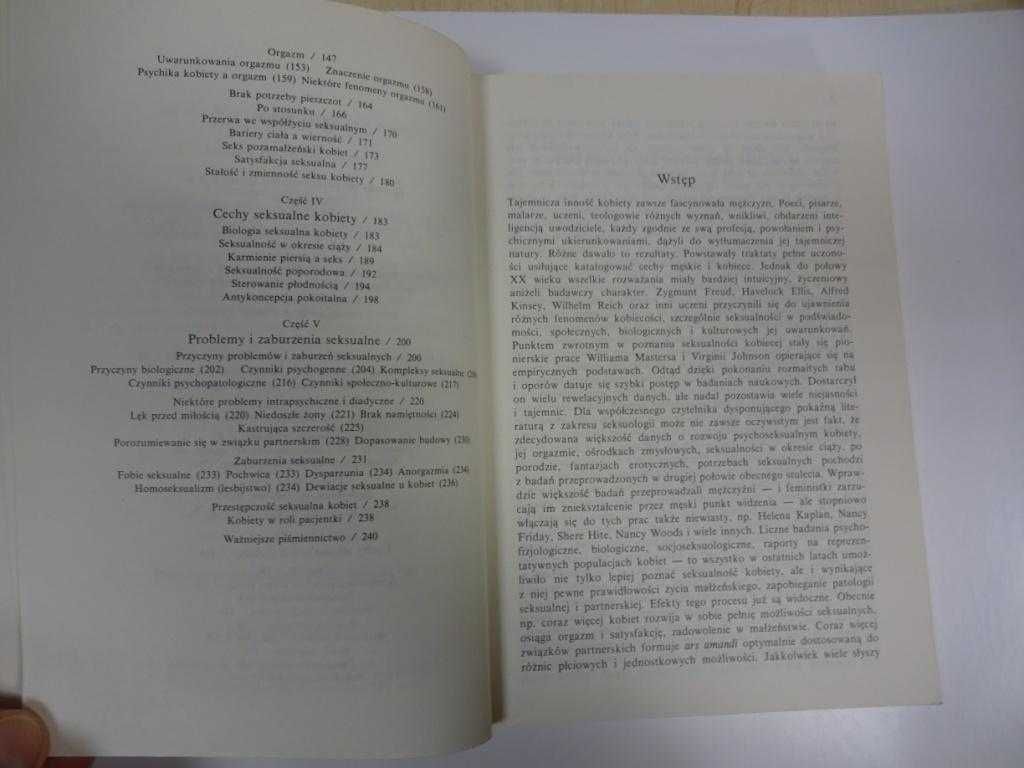 Orgazm / 147
Uwarunkowania orgazmu (153) Znaczenie orgazmu (158)
Psychika kobiety a orgazm (159) Niektóre fenomeny orgazmu (161)
Brak potrzeby pieszczot / 164
Po stosunku / 166
Przerwa we współżyciu seksualnym / 170
Bariery ciała a wierność / 171
Seks pozamałżeński kobiet / 173
Satysfakcja seksualna / 177
Stałość i zmienność seksu kobiety / 180
Część IV
Cechy seksualne kobiety / 183
Biologia seksualna kobiety / 183
Seksualność w okresie ciąży / 184
Karmienie piersią a seks / 189
Seksualność poporodowa / 192
Sterowanie płodnością / 194
Antykoncepcja pokoitalna / 198
Część V
Problemy i zaburzenia seksualne / 200
Przyczyny problemów i zaburzeń seksualnych / 200
Przyczyny biologiczne (202) Czynniki psychogenne (204) Kompleksy seksualne
Czynniki psychopatologiczne (216) Czynniki społeczno-kulturowe (217)
Niektóre problemy intrapsychiczne i diadyczne / 220
Lęk przed miłością (220) Niedoszłe żony (221) Brak namiętności (224)
Kastrująca szczerość (225)
Porozumiewanie się w związku partnerskim (228) Dopasowanie budowy (230)
Zaburzenia seksualne / 231
Fobie seksualne (233) Pochwica (233) Dysparunia (234) Anorgazmia (234)
Homoseksualizm (lesbijstwo) (234) Dewiacje seksualne u kobiet (236)
Przestępczość seksualna kobiet / 238
Kobiety w roli pacjentki / 238
Ważniejsze piśmiennictwo / 240
Wstęp
Tajemnicza inność kobiety zawsze fascynowała mężczyzn. Poeci, pisarze,
malarze, uczeni, teologowie różnych wyznań, wnikliwi, obdarzeni inte-
ligencją uwodziciele, każdy zgodnie ze swą profesją, powołaniem i psy-
chicznymi ukierunkowaniami, dążyli do wytłumaczenia jej tajemniczej
natury. Różne dawało to rezultaty. Powstawały traktaty pełne uczono-
ści usiłujące katalogować cechy męskie i kobiece. Jednak do połowy
XX wieku wszelkie rozważania miały bardziej intuicyjny, życzeniowy
aniżeli badawczy charakter. Zygmunt Freud, Havelock Ellis, Alfred
Kinsey, Wilhelm Reich oraz inni uczeni przyczynili się do ujawnienia
różnych fenomenów kobiecości, szczególnie seksualności w podświado-
mości, społecznych, biologicznych i kulturowych jej uwarunkowań.
Punktem zwrotnym w poznaniu seksualności kobiecej stały się pio-
nierskie prace Williama Mastersa i Virginii Johnson opierające się na
empirycznych podstawach. Odtąd dzięki pokonaniu rozmaitych tabu
i oporów datuje się szybki postęp w badaniach naukowych. Dostarczył
on wielu rewelacyjnych danych, ale nadal pozostawia wiele niejasności
i tajemnic. Dla współczesnego czytelnika dysponującego pokaźną lite-
raturą z zakresu seksuologii może nie zawsze oczywistym jest fakt, że
zdecydowana większość danych o rozwoju psychoseksualnym kobiety,
jej orgazmie, ośrodkach zmysłowych, seksualności w okresie ciąży, po
porodzie, fantazjach erotycznych, potrzebach seksualnych pochodzi
z badań przeprowadzonych w drugiej połowie obecnego stulecia. Wpraw-
dzie większość badań przeprowadzali mężczyźni — i feministki zarzu-
cają im zniekształcenie przez męski punkt widzenia — ale stopniowo
włączają się do tych prac także niewiasty, np. Helena Kaplan, Nancy
Friday, Shere Hite, Nancy Woods i wiele innych. Liczne badania psycho-
fizjologiczne, biologiczne, socjoseksuologiczne, raporty na reprezen-
tatywnych populacjach kobiet — to wszystko w ostatnich latach umoż-
liwiło nie tylko lepiej poznać seksualność kobiety, ale i wynikające
z niej pewne prawidłowości życia małżeńskiego, zapobieganie patologii
seksualnej i partnerskiej. Efekty tego procesu już są widoczne. Obecnie
np. coraz więcej kobiet rozwija w sobie pełnię możliwości seksualnych,
osiąga orgazm i satysfakcję, zadowolenie w małżeństwie. Coraz więcej
związków partnerskich formuje ars amandi optymalnie dostosowaną do
różnic płciowych i jednostkowych możliwości. Jakkolwiek wiele słyszy